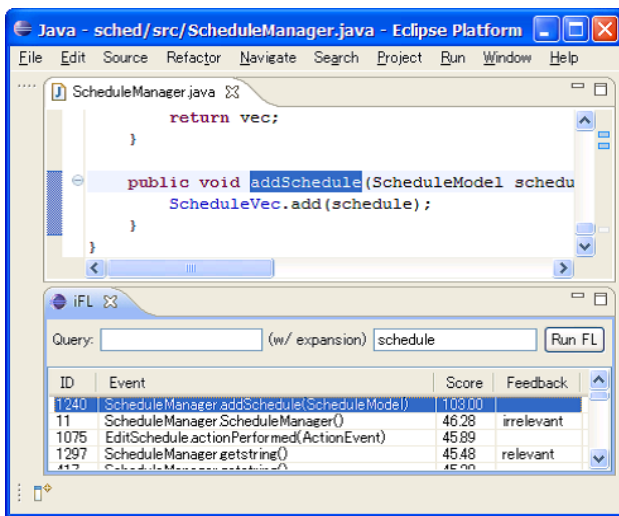 Java - sched/src/ScheduleManager.java - Eclipse Platform
File Edit Source Refactor Navigate Search Project Run Window Help
ScheduleManager.java
return vec;
}
public void addSchedule(ScheduleModel schedu
ScheduleVec.add(schedule);
}
}
iFL
Query: (w/ expansion) schedule Run FL
ID Event Score Feedback
1240 ScheduleManager.addSchedule(ScheduleModel) 103.00
11 ScheduleManager.ScheduleManager() 46.28 irrelevant
1075 EditSchedule.actionPerformed(ActionEvent) 45.89
1297 ScheduleManager.getstring() 45.48 relevant